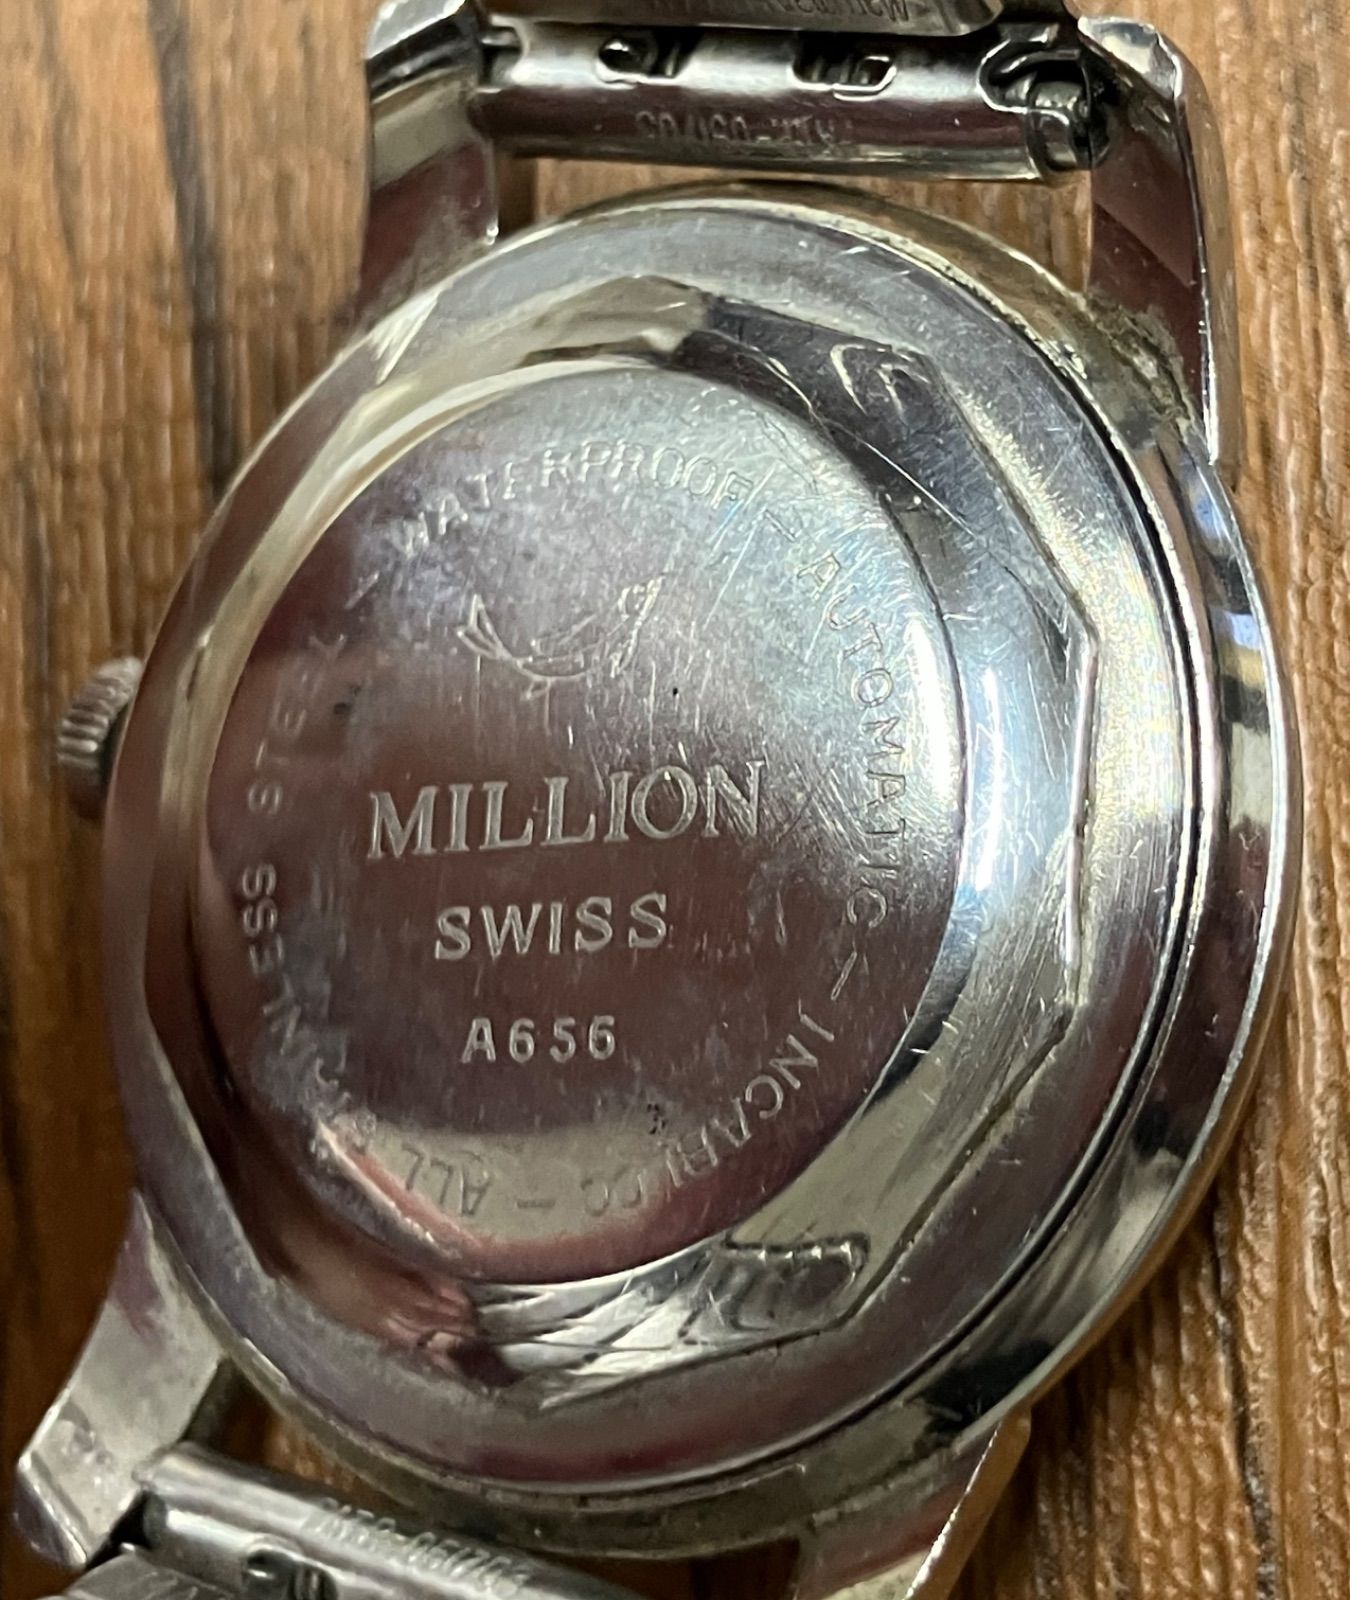 WATERPROOF - AUTOMATIC - INCABLOC - ALL STAINLESS STEEL -
MILLION
SWISS
A656